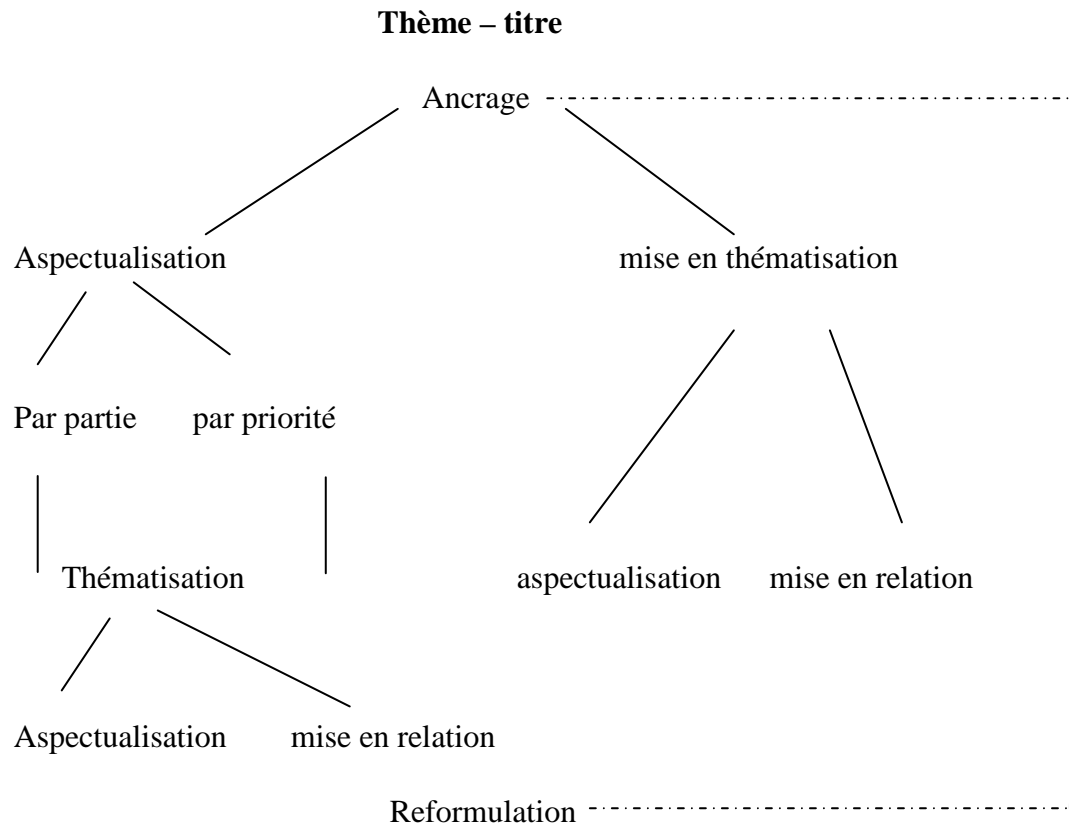 Thème – titre
Ancrage
Aspectualisation mise en thématisation
Par partie par priorité
Thématisation aspectualisation mise en relation
Aspectualisation mise en relation
Reformulation